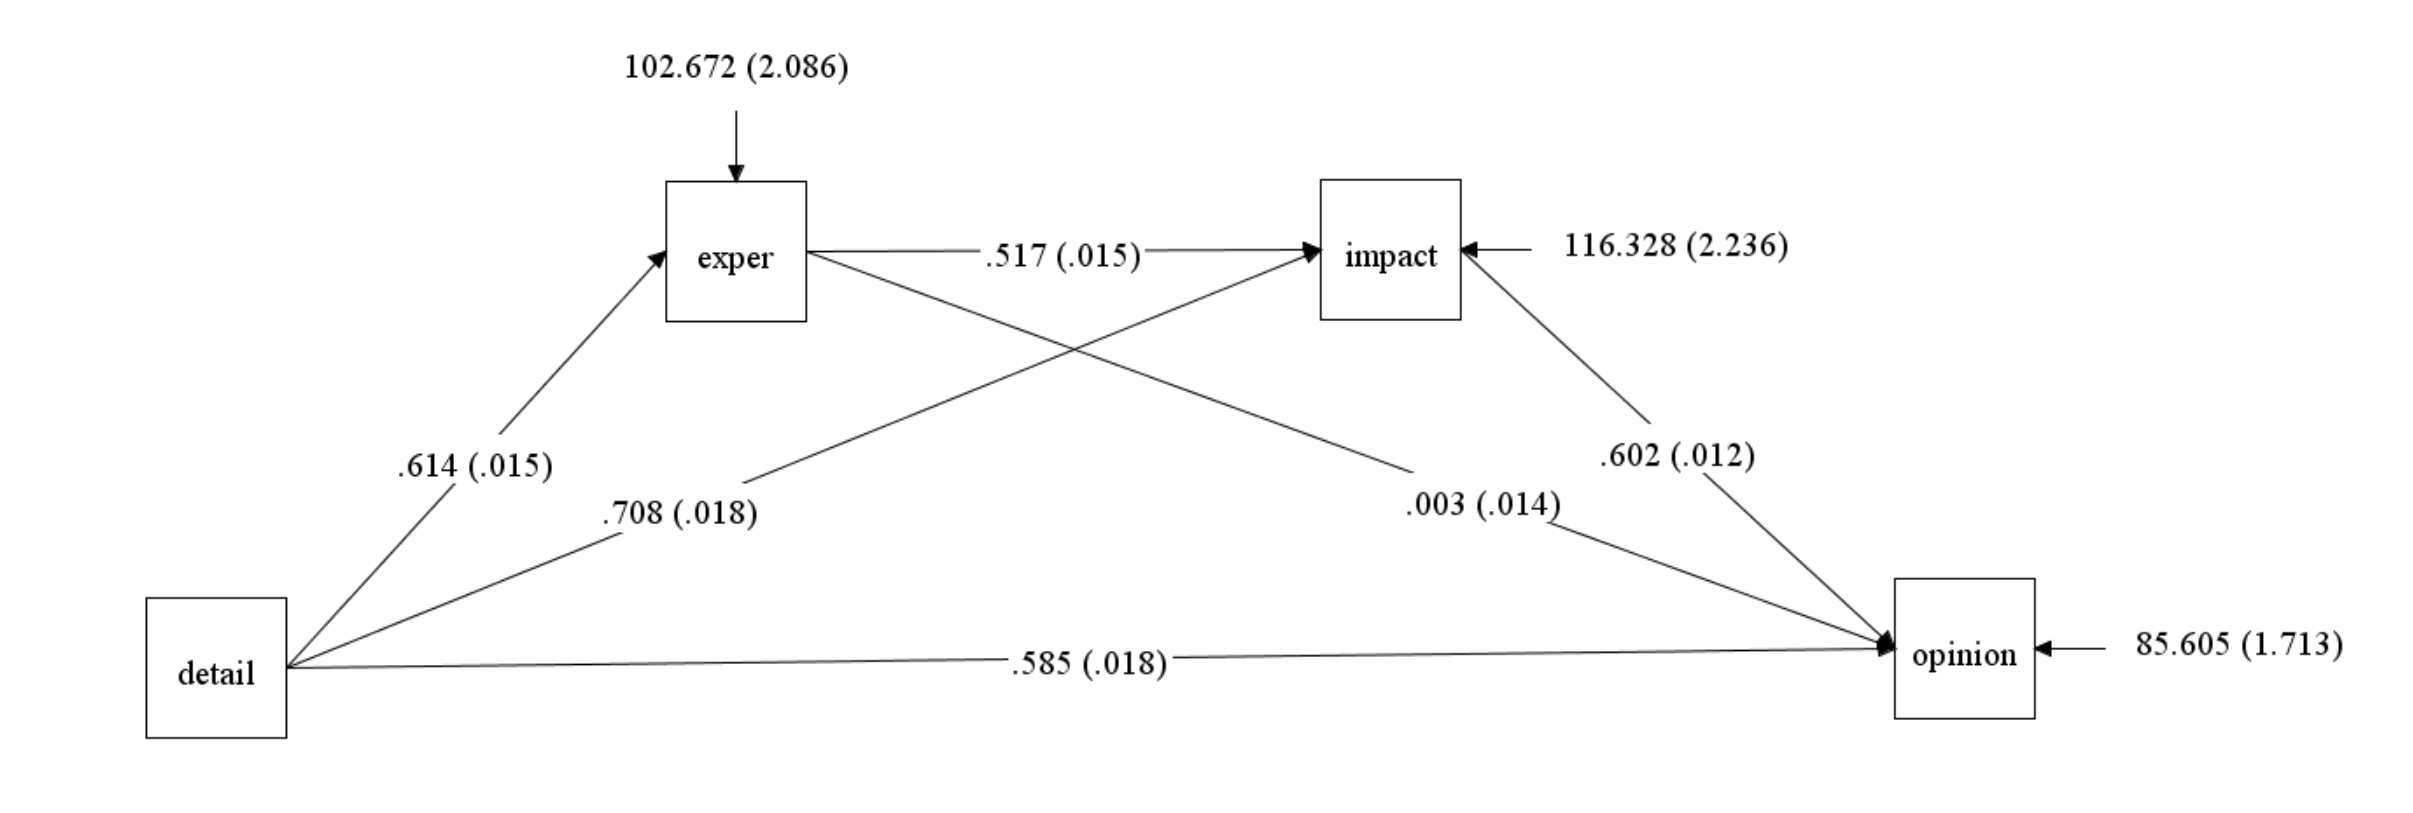 102.672 (2.086)
exper
.517 (.015)
impact
116.328 (2.236)
.614 (.015)
.708 (.018)
.003 (.014)
.602 (.012)
detail
.585 (.018)
opinion
85.605 (1.713)